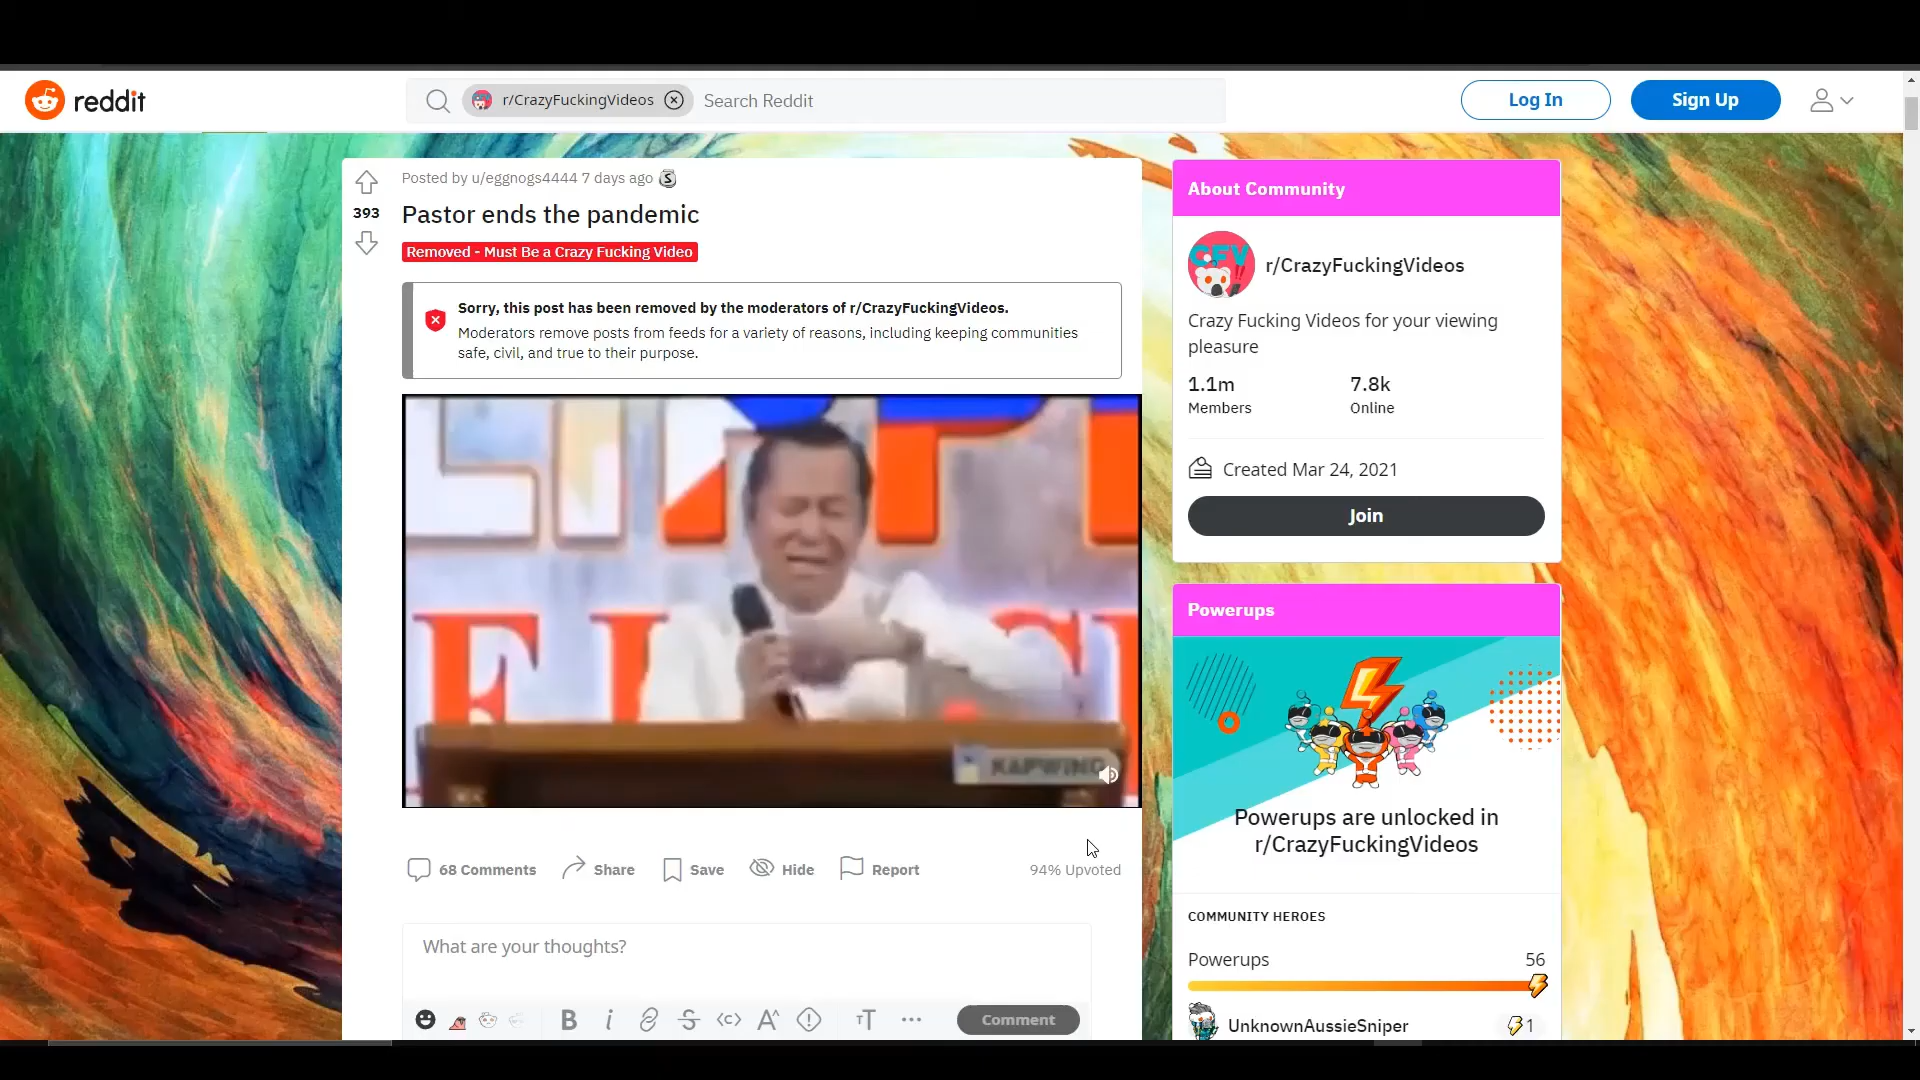 reddit
r/CrazyFuckingVideos
Search Reddit
Log In
Sign Up
Posted by u/eggnogs4444 7 days ago
393
Pastor ends the pandemic
Removed - Must Be a Crazy Fucking Video
Sorry, this post has been removed by the moderators of r/CrazyFuckingVideos.
Moderators remove posts from feeds for a variety of reasons, including keeping communities
safe, civil, and true to their purpose.
KAPWING
68 Comments
Share
Save
Hide
Report
94% Upvoted
What are your thoughts?
Comment
About Community
CFV
r/CrazyFuckingVideos
Crazy Fucking Videos for your viewing
pleasure
1.1m
Members
7.8k
Online
Created Mar 24, 2021
Join
Powerups
Powerups are unlocked in
r/CrazyFuckingVideos
COMMUNITY HEROES
Powerups
56
UnknownAussieSniper
1